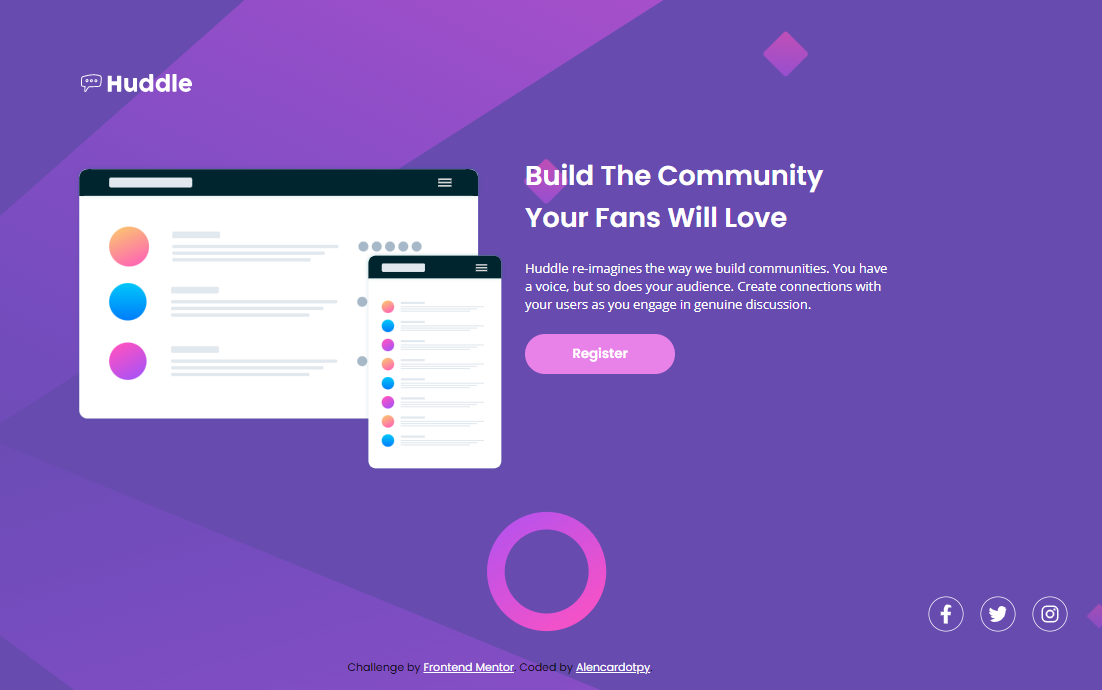 Huddle
Build The Community
Your Fans Will Love
Huddle re-imagines the way we build communities. You have
a voice, but so does your audience. Create connections with
your users as you engage in genuine discussion.
Register
Challenge by Frontend Mentor. Coded by Alencardotpy.